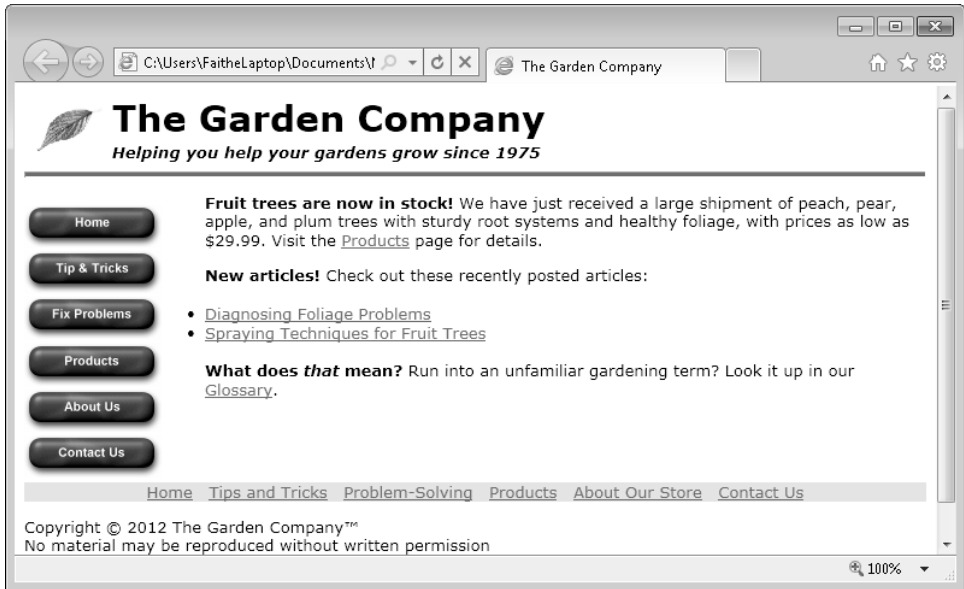 C:\Users\FaitheLaptop\Documents\
The Garden Company
The Garden Company
Helping you help your gardens grow since 1975
Home
Tip & Tricks
Fix Problems
Products
About Us
Contact Us
Fruit trees are now in stock! We have just received a large shipment of peach, pear,
apple, and plum trees with sturdy root systems and healthy foliage, with prices as low as
$29.99. Visit the Products page for details.
New articles! Check out these recently posted articles:
• Diagnosing Foliage Problems
• Spraying Techniques for Fruit Trees
What does that mean? Run into an unfamiliar gardening term? Look it up in our
Glossary.
Home Tips and Tricks Problem-Solving Products About Our Store Contact Us
Copyright © 2012 The Garden Company™
No material may be reproduced without written permission
100%